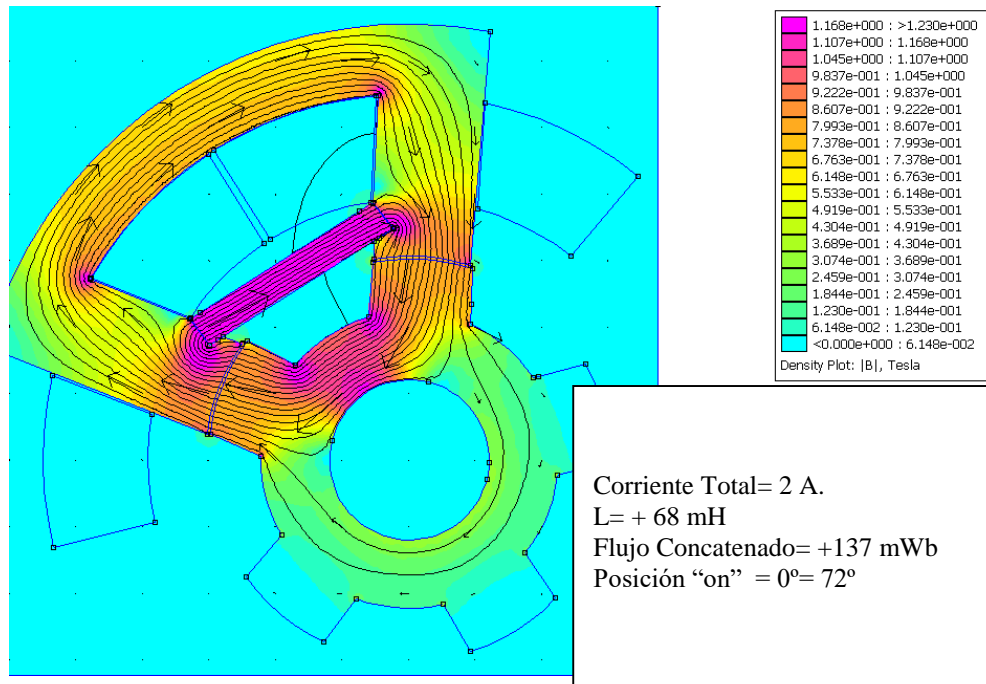 1.168e+000 : >1.230e+000
1.107e+000 : 1.168e+000
1.045e+000 : 1.107e+000
9.837e-001 : 1.045e+000
9.222e-001 : 9.837e-001
8.607e-001 : 9.222e-001
7.993e-001 : 8.607e-001
7.378e-001 : 7.993e-001
6.763e-001 : 7.378e-001
6.148e-001 : 6.763e-001
5.533e-001 : 6.148e-001
4.919e-001 : 5.533e-001
4.304e-001 : 4.919e-001
3.689e-001 : 4.304e-001
3.074e-001 : 3.689e-001
2.459e-001 : 3.074e-001
1.844e-001 : 2.459e-001
1.230e-001 : 1.844e-001
6.148e-002 : 1.230e-001
<0.000e+000 : 6.148e-002
Density Plot: |B|, Tesla
Corriente Total= 2 A.
L= + 68 mH
Flujo Concatenado= +137 mWb
Posición “on” = 0º= 72º